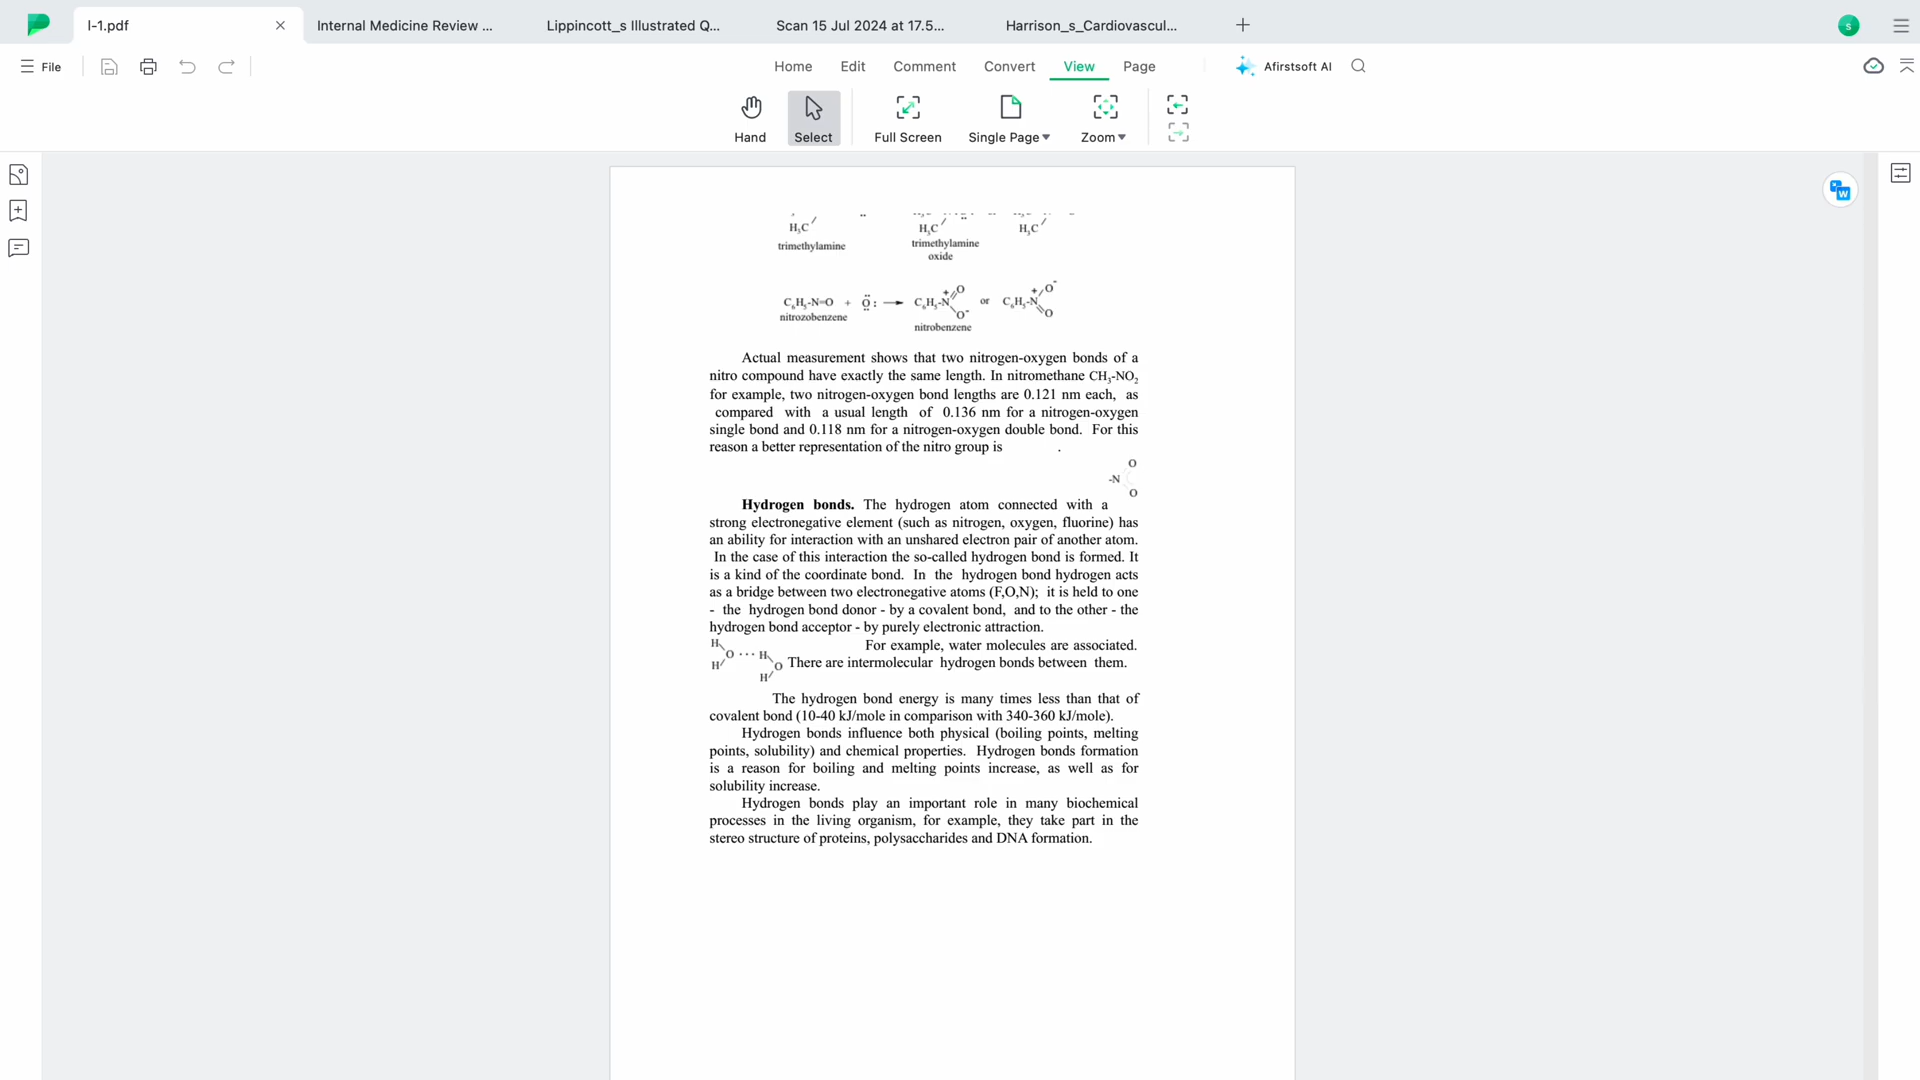 l-1.pdf
Internal Medicine Review ...
Lippincott_s Illustrated Q...
Scan 15 Jul 2024 at 17.5...
Harrison_s_Cardiovascul...
s
File
Home
Edit
Comment
Convert
View
Page
Afirstsoft AI
Hand
Select
Full Screen
Single Page
Zoom
W
H₃C
H₃C
H₃C
trimethylamine
trimethylamine
oxide
C₆H₅-N=O + O: → C₆H₅-N + O O⁻ or C₆H₅-N + O⁻ O
nitrozobenzene
nitrobenzene
Actual measurement shows that two nitrogen-oxygen bonds of a
nitro compound have exactly the same length. In nitromethane CH₃-NO₂
for example, two nitrogen-oxygen bond lengths are 0.121 nm each, as
compared with a usual length of 0.136 nm for a nitrogen-oxygen
single bond and 0.118 nm for a nitrogen-oxygen double bond. For this
reason a better representation of the nitro group is .
O
-N
O
Hydrogen bonds. The hydrogen atom connected with a
strong electronegative element (such as nitrogen, oxygen, fluorine) has
an ability for interaction with an unshared electron pair of another atom.
In the case of this interaction the so-called hydrogen bond is formed. It
is a kind of the coordinate bond. In the hydrogen bond hydrogen acts
as a bridge between two electronegative atoms (F,O,N); it is held to one
- the hydrogen bond donor - by a covalent bond, and to the other - the
hydrogen bond acceptor - by purely electronic attraction.
H
O ··· H
H
O
H
For example, water molecules are associated.
There are intermolecular hydrogen bonds between them.
The hydrogen bond energy is many times less than that of
covalent bond (10-40 kJ/mole in comparison with 340-360 kJ/mole).
Hydrogen bonds influence both physical (boiling points, melting
points, solubility) and chemical properties. Hydrogen bonds formation
is a reason for boiling and melting points increase, as well as for
solubility increase.
Hydrogen bonds play an important role in many biochemical
processes in the living organism, for example, they take part in the
stereo structure of proteins, polysaccharides and DNA formation.